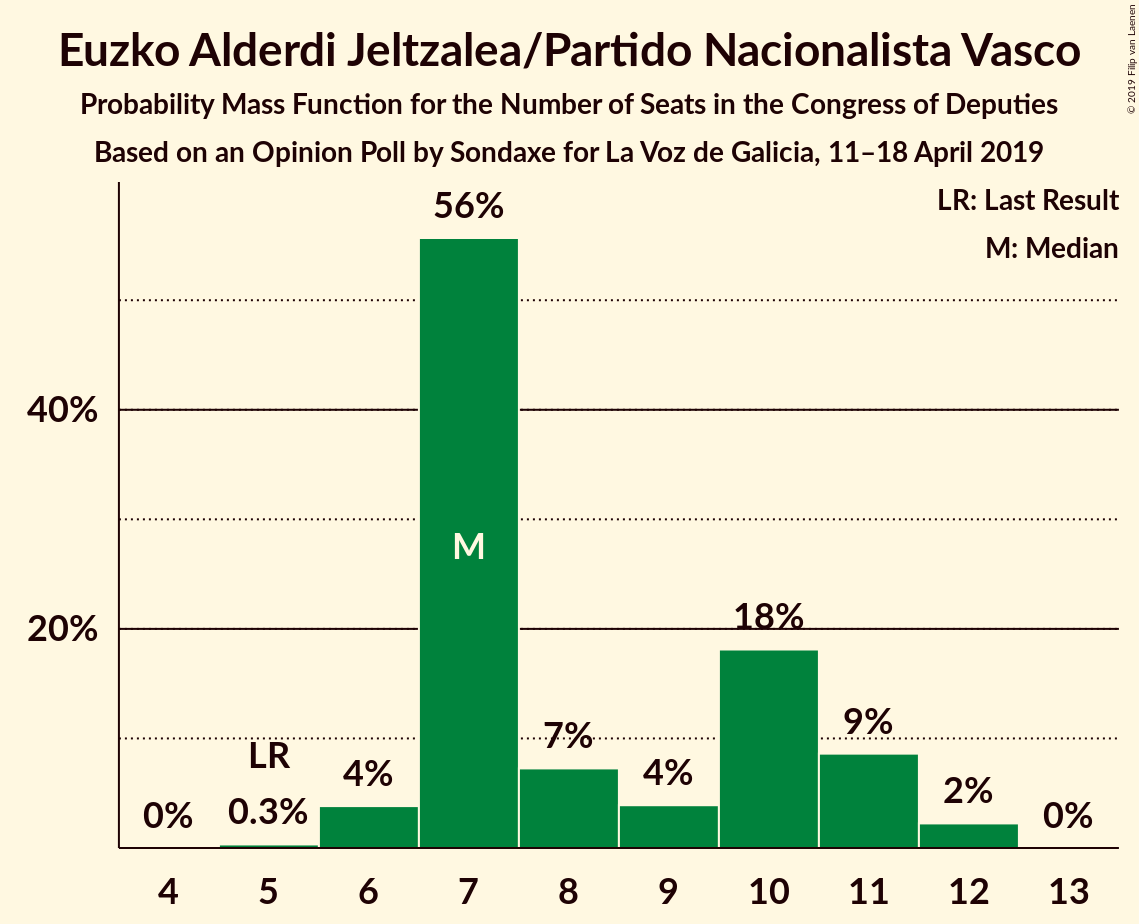 Euzko Alderdi Jeltzalea/Partido Nacionalista Vasco
Probability Mass Function for the Number of Seats in the Congress of Deputies
Based on an Opinion Poll by Sondaxe for La Voz de Galicia, 11–18 April 2019
© 2019 Filip van Laenen
LR: Last Result
M: Median
40%
20%
0%
LR
0.3%
4%
56%
M
7%
4%
18%
9%
2%
0%
4 5 6 7 8 9 10 11 12 13